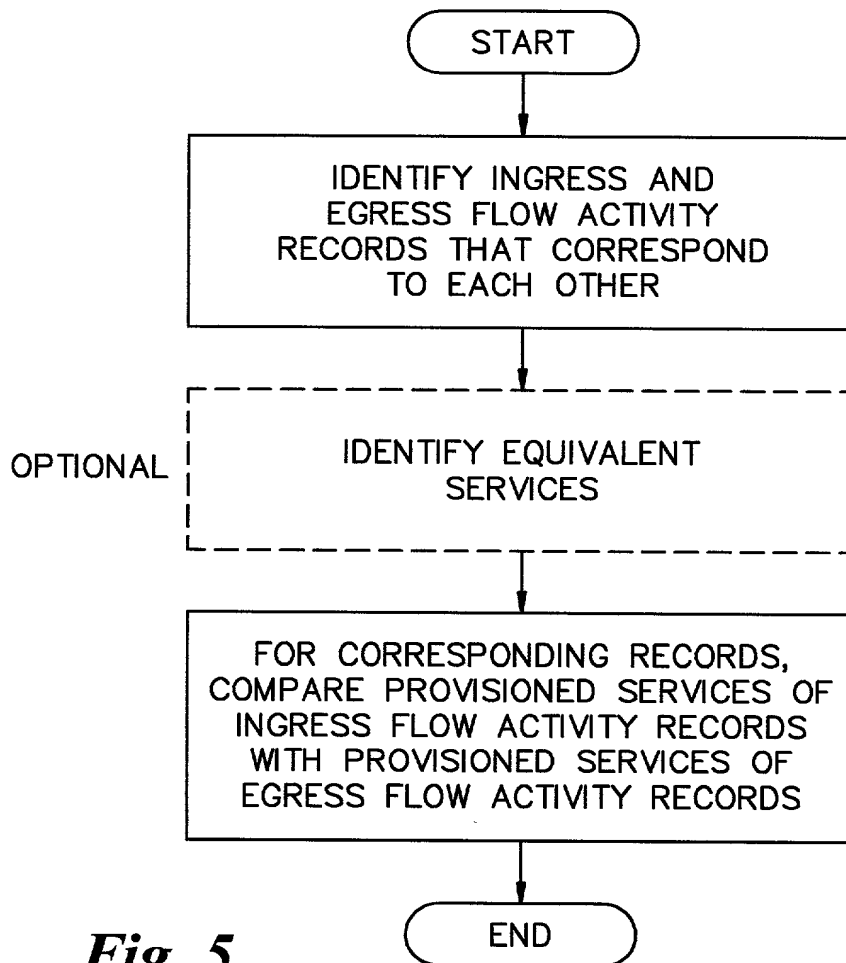 START
IDENTIFY INGRESS AND
EGRESS FLOW ACTIVITY
RECORDS THAT CORRESPOND
TO EACH OTHER
OPTIONAL
IDENTIFY EQUIVALENT
SERVICES
FOR CORRESPONDING RECORDS,
COMPARE PROVISIONED SERVICES OF
INGRESS FLOW ACTIVITY RECORDS
WITH PROVISIONED SERVICES OF
EGRESS FLOW ACTIVITY RECORDS
END
Fig. 5